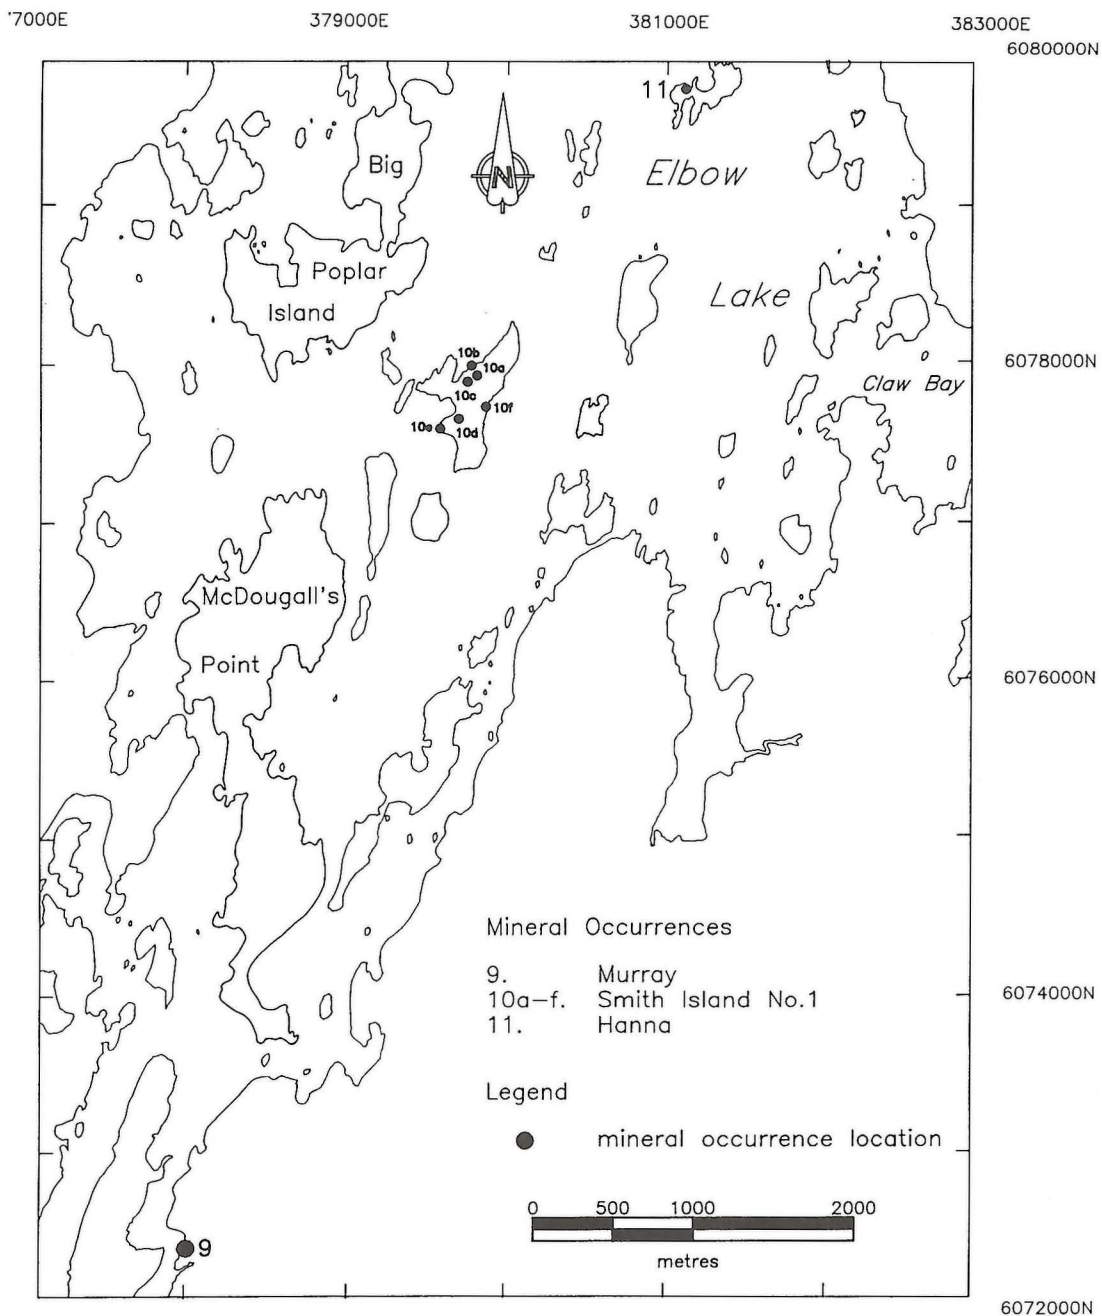 '7000E 379000E 381000E 383000E
6080000N
11
Big
N
Elbow
Poplar
Lake
Island
10b
6078000N
10a
Claw Bay
10c
10f
10e
10d
McDougall's
Point
6076000N
Mineral Occurrences
9. Murray
10a-f. Smith Island No.1
6074000N
11. Hanna
Legend
mineral occurrence location
0 500 1000 2000
metres
9
6072000N